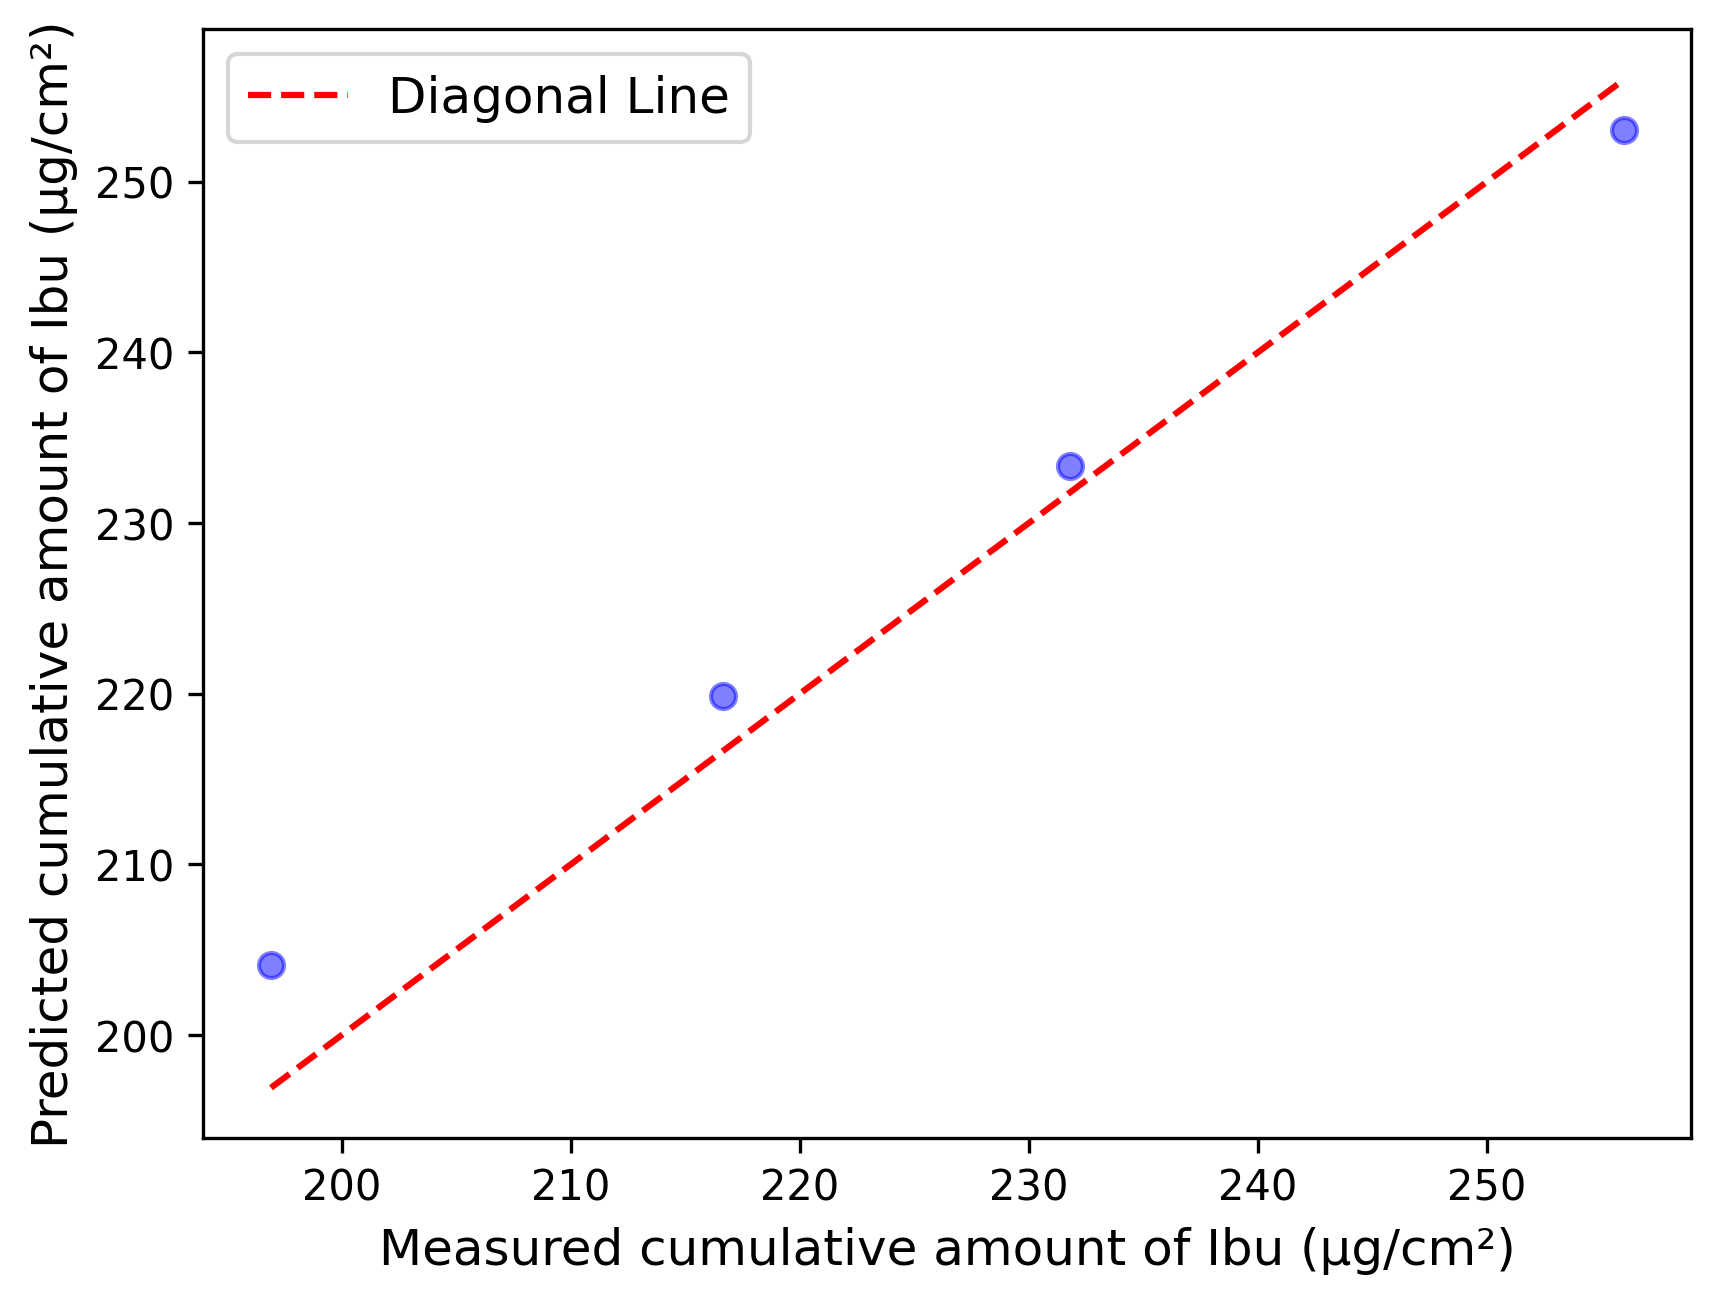 Diagonal Line
Predicted cumulative amount of Ibu (µg/cm²)
250
240
230
220
210
200
200 210 220 230 240 250
Measured cumulative amount of Ibu (µg/cm²)